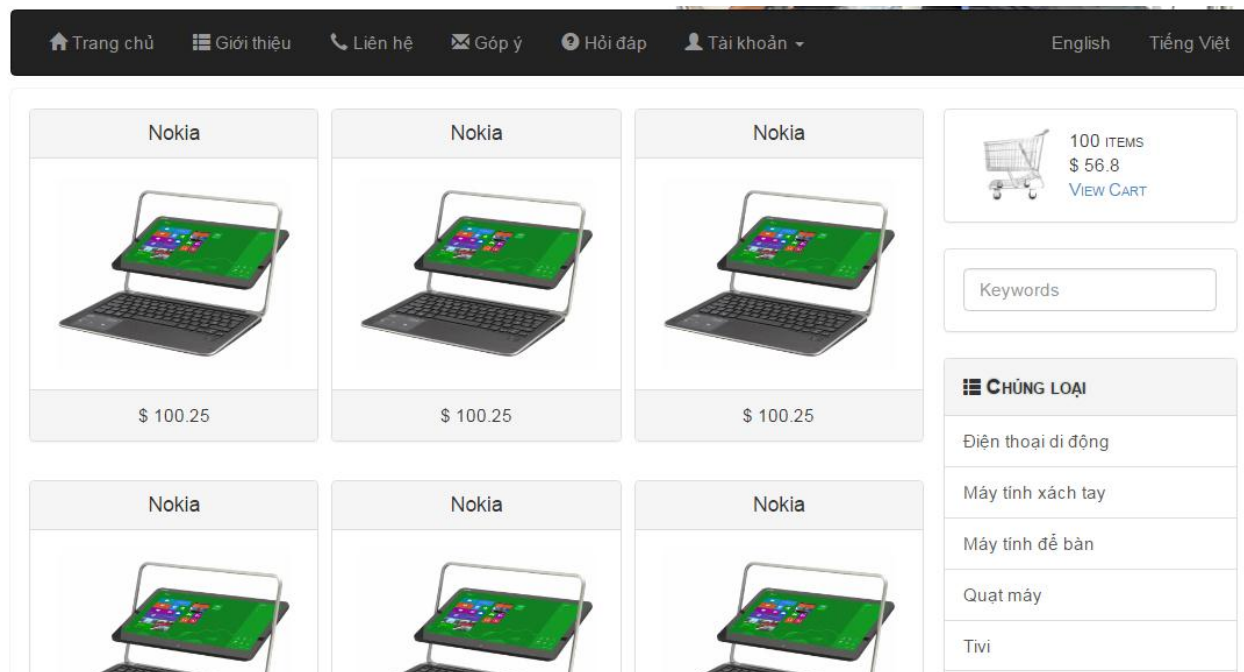 Trang chủ Giới thiệu Liên hệ Góp ý Hỏi đáp Tài khoản English Tiếng Việt
Nokia Nokia Nokia
$ 100.25 $ 100.25 $ 100.25
Nokia Nokia Nokia
100 ITEMS
$ 56.8
VIEW CART
Keywords
CHỦNG LOẠI
Điện thoại di động
Máy tính xách tay
Máy tính để bàn
Quạt máy
Tivi